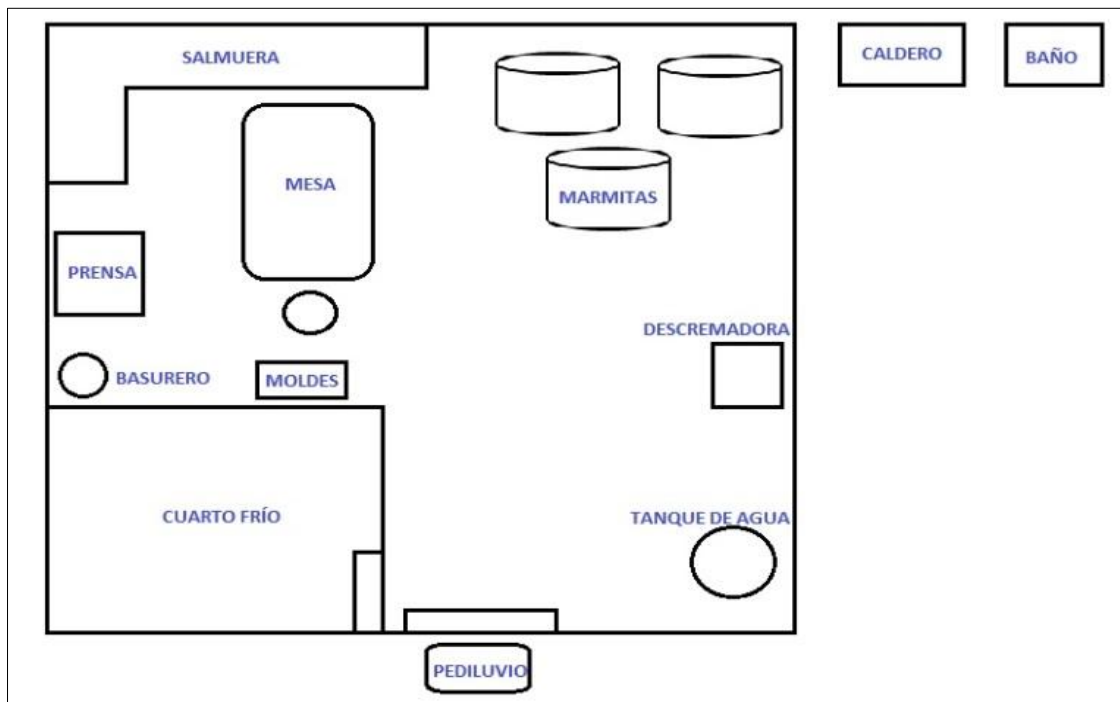 SALMUERA
CALDERO
BAÑO
MESA
MARMITAS
PRENSA
DESCREMADORA
BASURERO
MOLDES
CUARTO FRÍO
TANQUE DE AGUA
PEDILUVIO